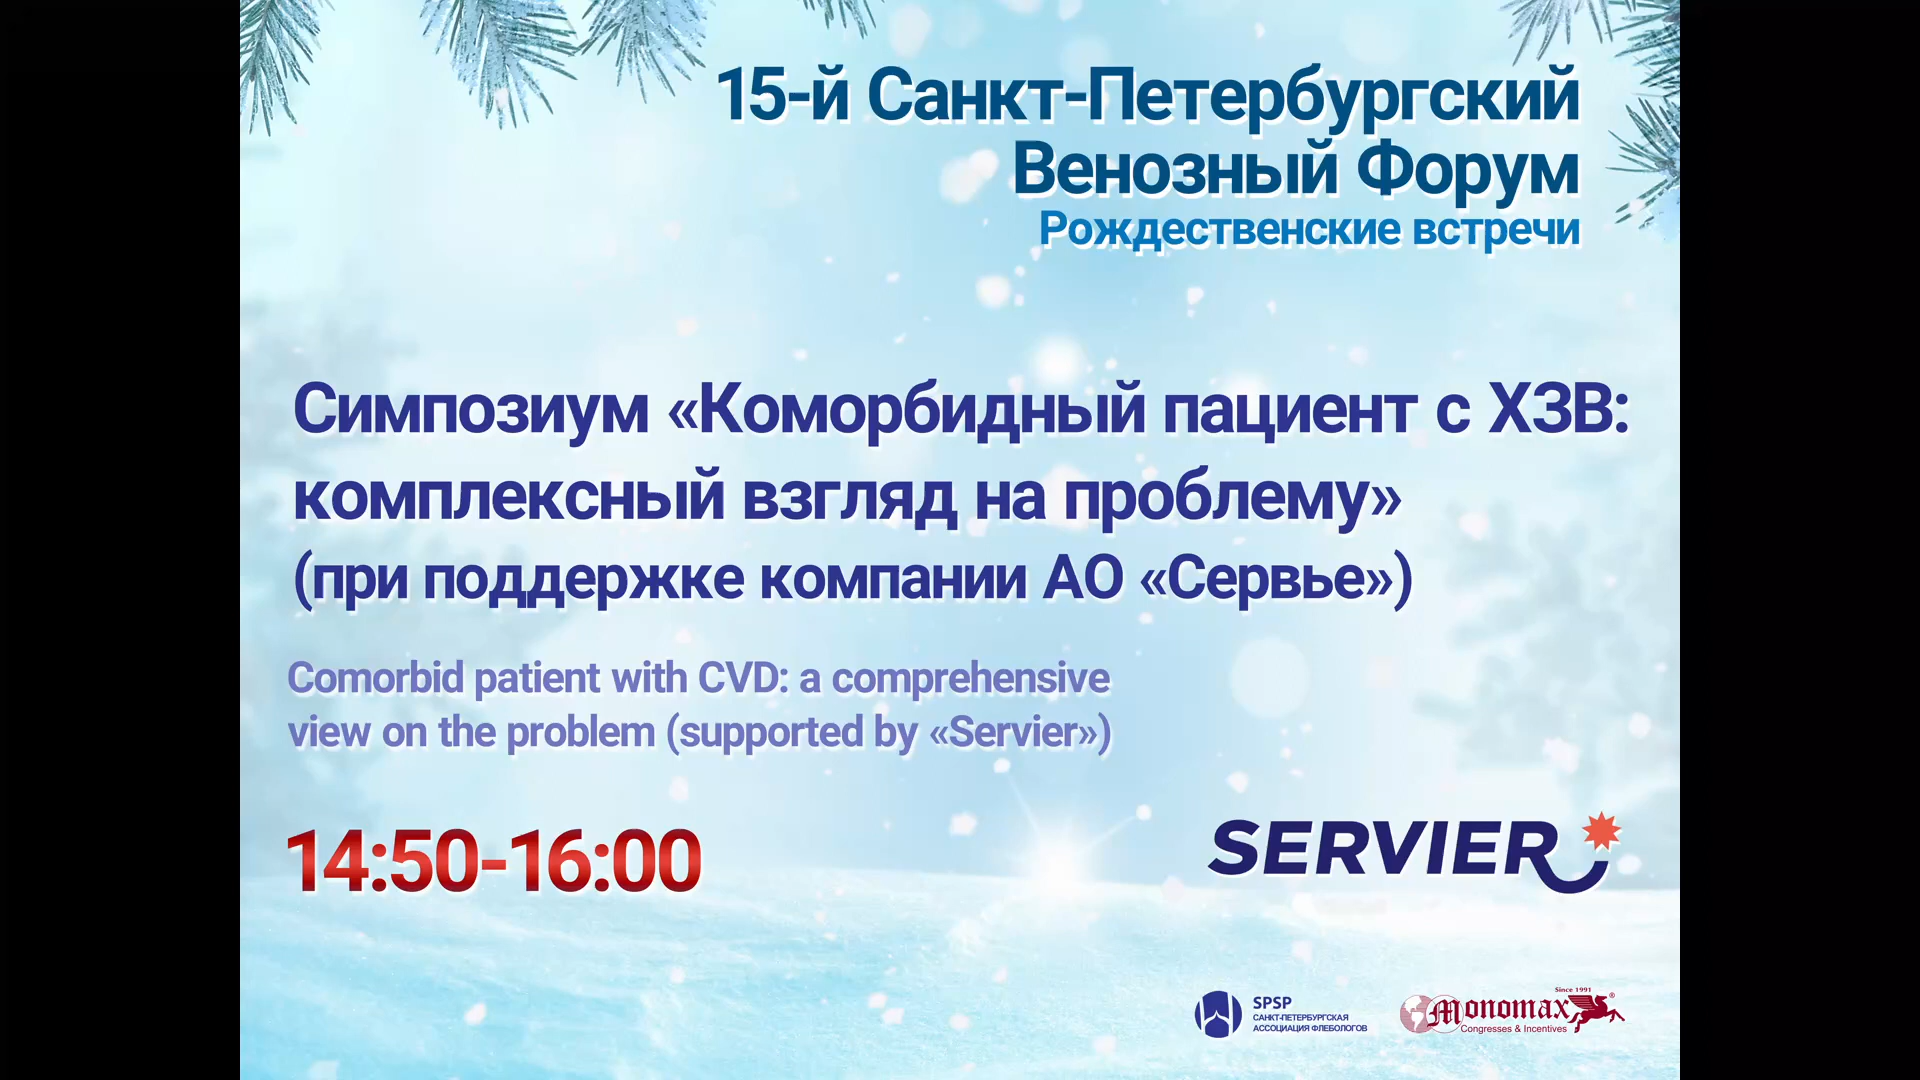 15-й Санкт-Петербургский
Венозный Форум
Рождественские встречи
Симпозиум «Коморбидный пациент с ХЗВ:
комплексный взгляд на проблему»
(при поддержке компании АО «Сервье»)
Comorbid patient with CVD: a comprehensive
view on the problem (supported by «Servier»)
14:50-16:00
SERVIER
SPSP
САНКТ-ПЕТЕРБУРГСКАЯ
АССОЦИАЦИЯ ФЛЕБОЛОГОВ
Since 1991
Monomax®
Congresses & Incentives